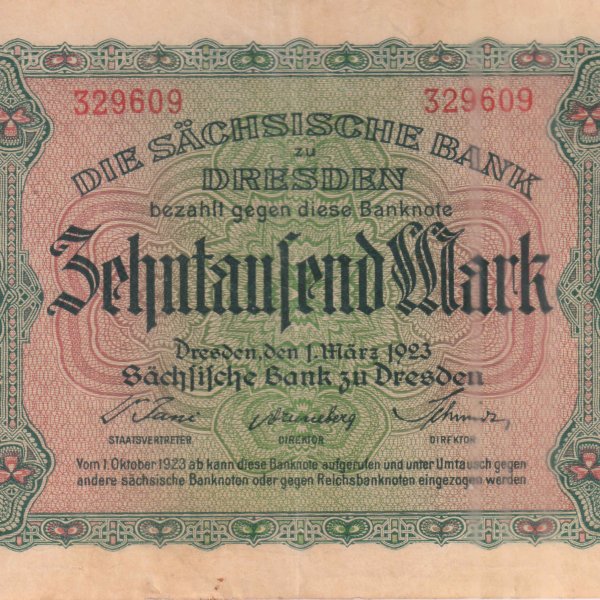 329609 329609
DIE SÄCHSISCHE BANK
zu
DRESDEN
bezahlt gegen diese Banknote
Zehntausend Mark
Dresden, den 1. März 1923
Sächsische Bank zu Dresden
STAATSVERTRETER DIREKTOR DIREKTOR
Vom 1. Oktober 1923 ab kann diese Banknote aufgerufen und unter Umtausch gegen
andere sächsische Banknoten oder gegen Reichsbanknoten eingezogen werden